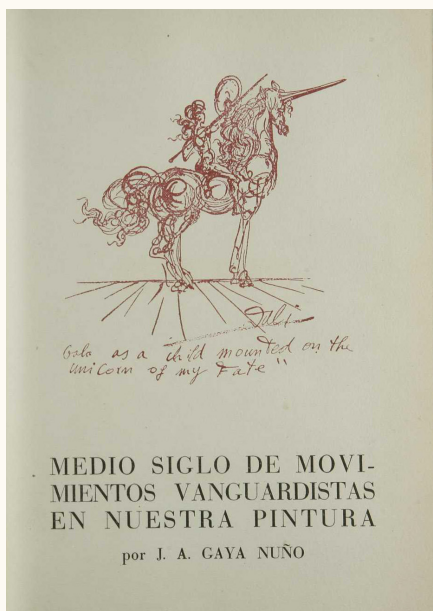 Dali
Gala as a child mounted on the
unicorn of my Fate"
MEDIO SIGLO DE MOVI-
MIENTOS VANGUARDISTAS
EN NUESTRA PINTURA
por J. A. GAYA NUÑO